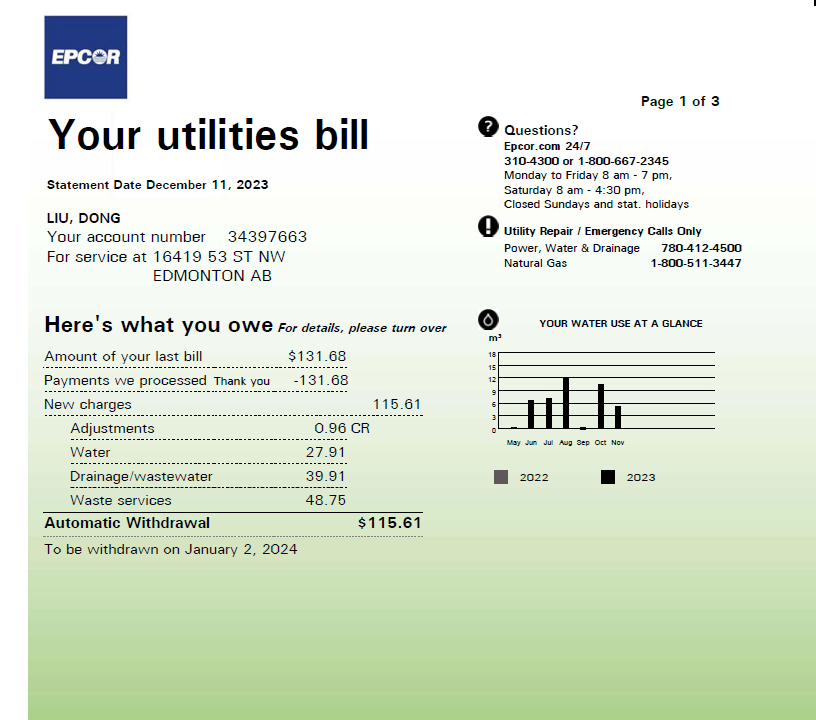 EPCOR
Page 1 of 3
Your utilities bill
Statement Date December 11, 2023
LIU, DONG
Your account number 34397663
For service at 16419 53 ST NW
EDMONTON AB
? Questions?
Epcor.com 24/7
310-4300 or 1-800-667-2345
Monday to Friday 8 am - 7 pm,
Saturday 8 am - 4:30 pm,
Closed Sundays and stat. holidays
! Utility Repair / Emergency Calls Only
Power, Water & Drainage 780-412-4500
Natural Gas 1-800-511-3447
Here's what you owe For details, please turn over
Amount of your last bill $131.68
Payments we processed Thank you -131.68
New charges 115.61
Adjustments 0.96 CR
Water 27.91
Drainage/wastewater 39.91
Waste services 48.75
Automatic Withdrawal $115.61
To be withdrawn on January 2, 2024
YOUR WATER USE AT A GLANCE
m³
18
15
12
9
6
3
0
May Jun Jul Aug Sep Oct Nov
2022 2023